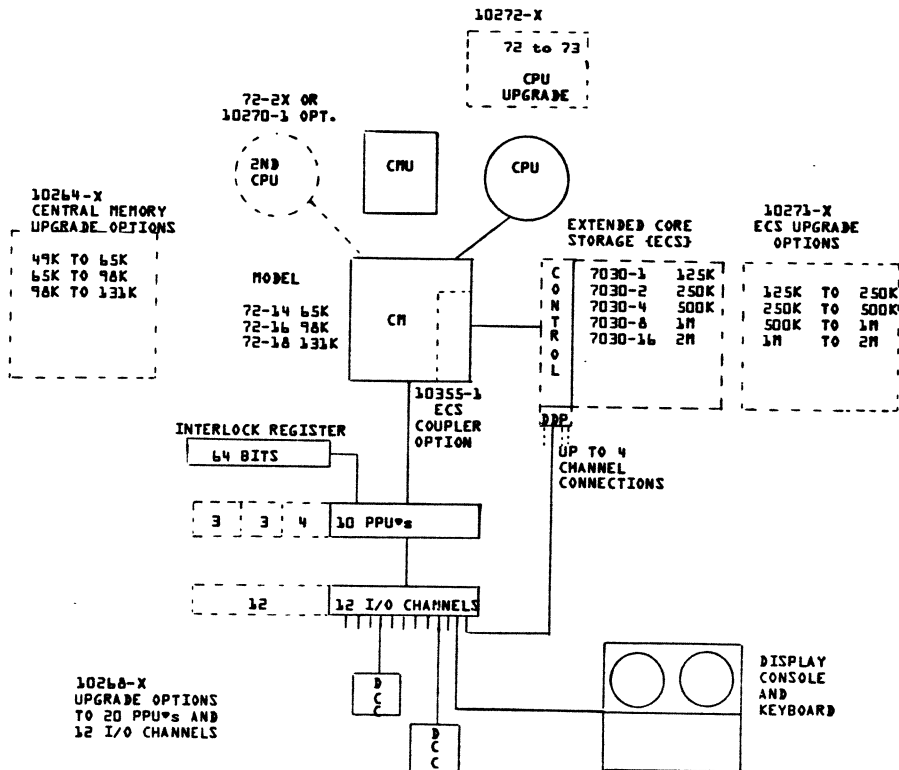 10272-X
72 to 73
CPU
UPGRADE
72-2X OR
10270-1 OPT.
2ND
CPU
CMU
CPU
10264-X
CENTRAL MEMORY
UPGRADE OPTIONS
49K TO 65K
65K TO 98K
98K TO 131K
MODEL
72-14 65K
72-16 98K
72-18 131K
CM
10355-1
ECS
COUPLER
OPTION
EXTENDED CORE
STORAGE {ECS}
CONTROL
7030-1 125K
7030-2 250K
7030-4 500K
7030-8 1M
7030-16 2M
10271-X
ECS UPGRADE
OPTIONS
125K TO 250K
250K TO 500K
500K TO 1M
1M TO 2M
DDP
UP TO 4
CHANNEL
CONNECTIONS
INTERLOCK REGISTER
64 BITS
3 3 4 10 PPU♥s
12 12 I/O CHANNELS
10268-X
UPGRADE OPTIONS
TO 20 PPU♥s AND
12 I/O CHANNELS
DCC
DCC
DISPLAY
CONSOLE
AND
KEYBOARD